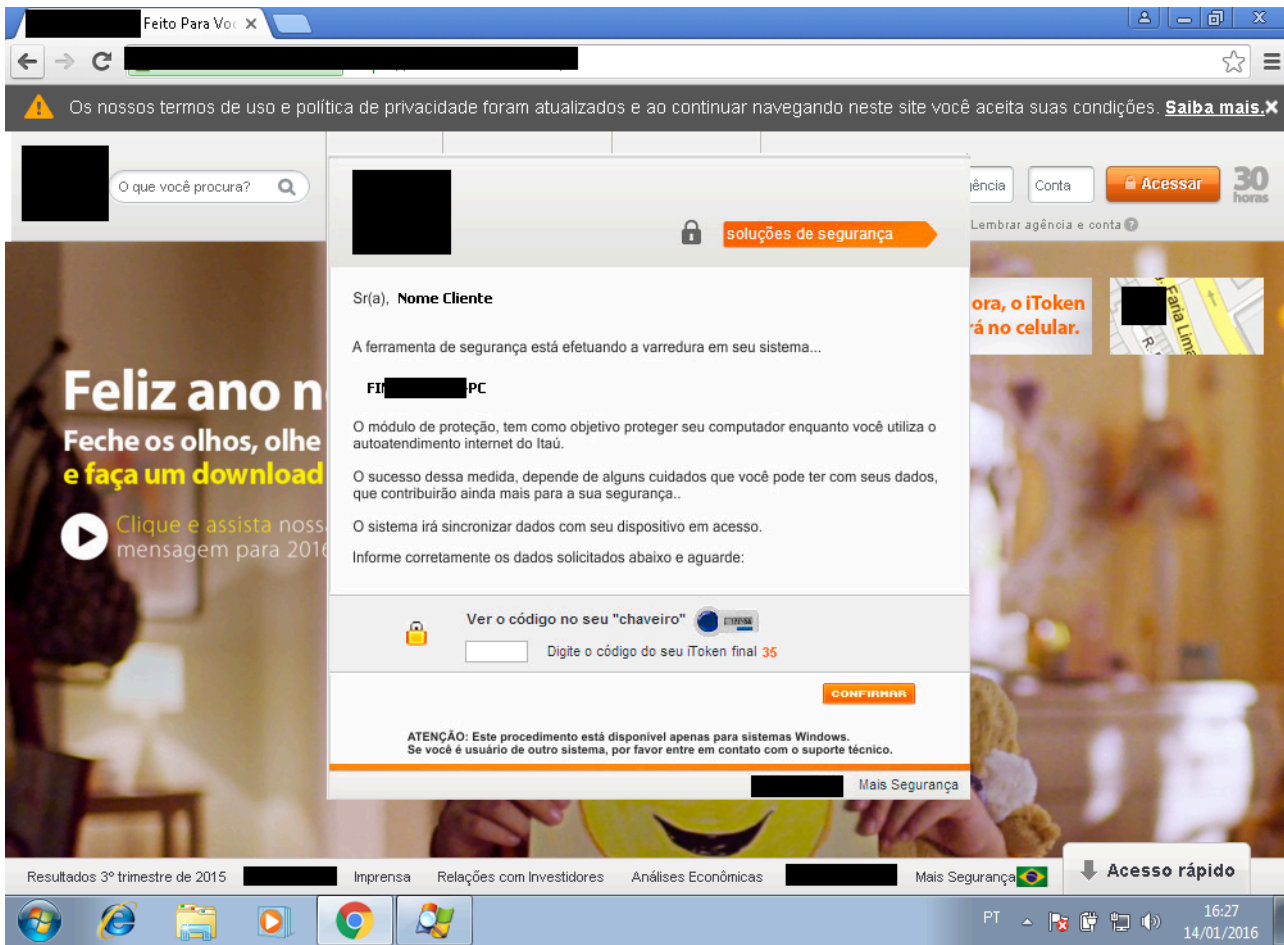 Feito Para Voc
Os nossos termos de uso e política de privacidade foram atualizados e ao continuar navegando neste site você aceita suas condições. Saiba mais.
O que você procura?
gência
Conta
Acessar
30
horas
Lembrar agência e conta
soluções de segurança
Sr(a), Nome Cliente
A ferramenta de segurança está efetuando a varredura em seu sistema...
FI
-PC
O módulo de proteção, tem como objetivo proteger seu computador enquanto você utiliza o
autoatendimento internet do Itaú.
O sucesso dessa medida, depende de alguns cuidados que você pode ter com seus dados,
que contribuirão ainda mais para a sua segurança..
O sistema irá sincronizar dados com seu dispositivo em acesso.
Informe corretamente os dados solicitados abaixo e aguarde:
Ver o código no seu "chaveiro"
Digite o código do seu iToken final 35
CONFIRMAR
ATENÇÃO: Este procedimento está disponível apenas para sistemas Windows.
Se você é usuário de outro sistema, por favor entre em contato com o suporte técnico.
Mais Segurança
Feliz ano n
Feche os olhos, olhe
e faça um download
Clique e assista noss
mensagem para 2016
ora, o iToken
rá no celular.
Faria Lima
R.
Resultados 3º trimestre de 2015
Imprensa
Relações com Investidores
Análises Econômicas
Mais Segurança
Acesso rápido
PT
16:27
14/01/2016